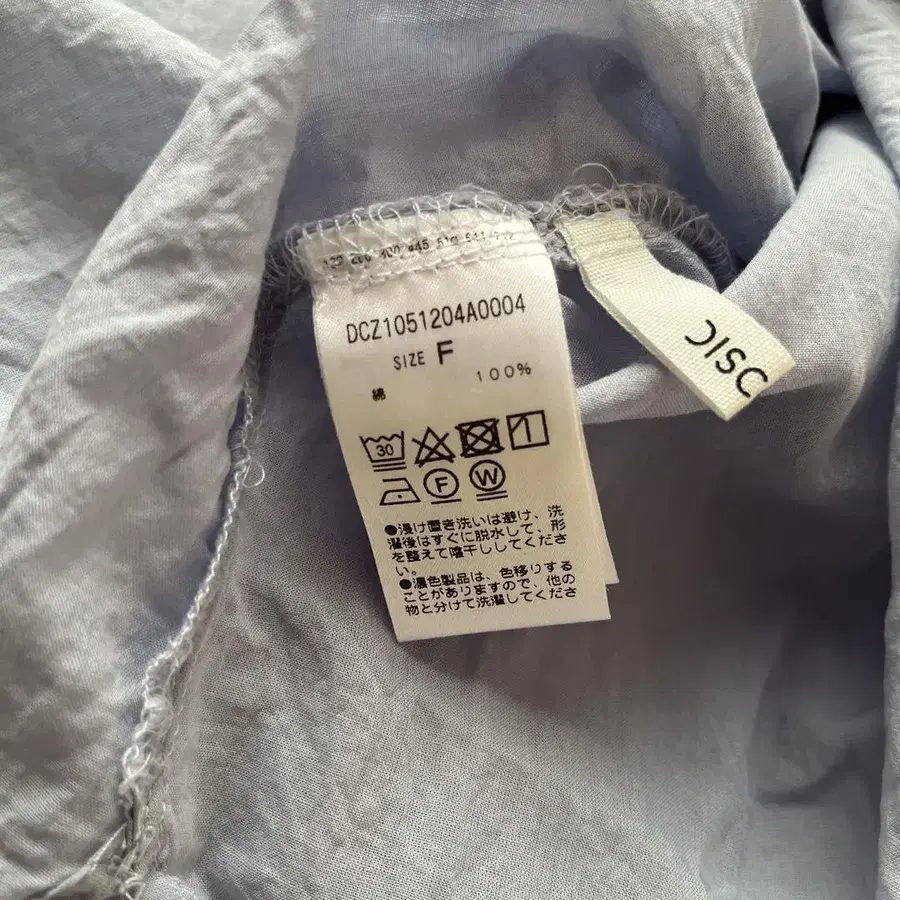 DCZ1051204A0004
SIZE F
綿 100%
30
F W
●浸け置き洗いは避け、洗
濯後はすぐに脱水して、形
を整えて陰干ししてくださ
い。
●濃色製品は、色移りする
ことがありますので、他の
物と分けて洗濯してくださ
DISC